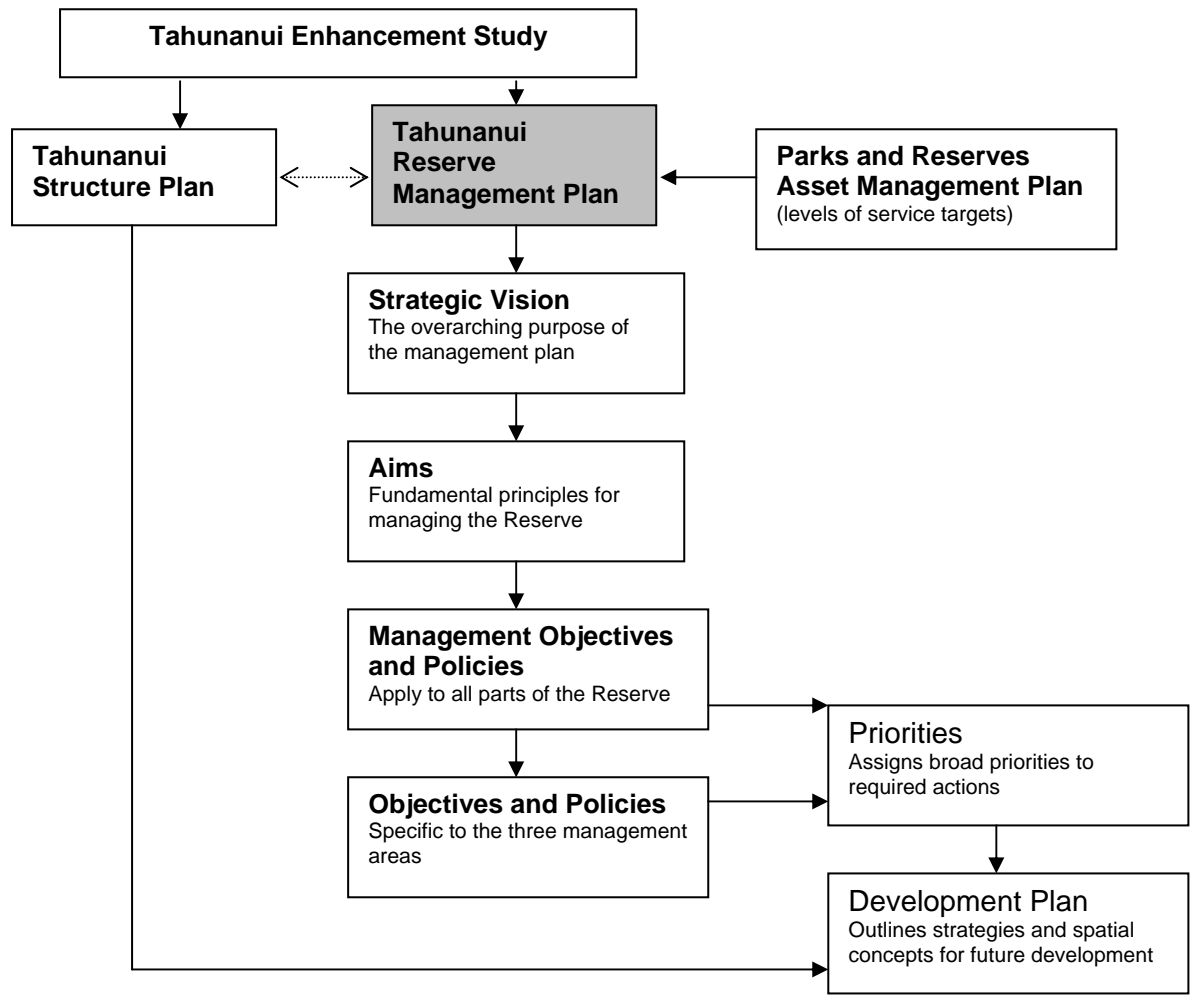 Tahunanui Enhancement Study
Tahunanui
Structure Plan
Tahunanui
Reserve
Management Plan
Parks and Reserves
Asset Management Plan
(levels of service targets)
Strategic Vision
The overarching purpose of
the management plan
Aims
Fundamental principles for
managing the Reserve
Management Objectives
and Policies
Apply to all parts of the Reserve
Objectives and Policies
Specific to the three management
areas
Priorities
Assigns broad priorities to
required actions
Development Plan
Outlines strategies and spatial
concepts for future development